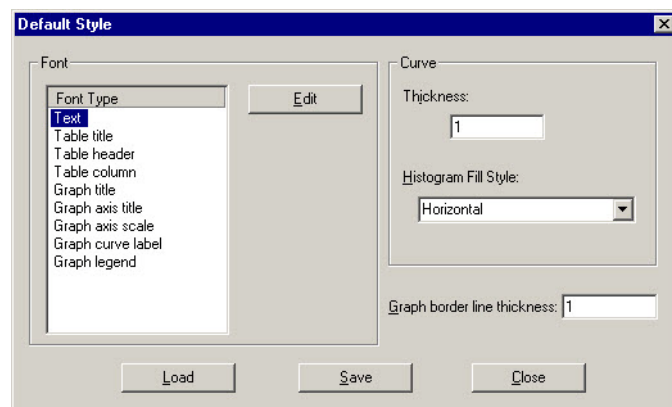 Default Style
Font
Font Type
Text
Table title
Table header
Table column
Graph title
Graph axis title
Graph axis scale
Graph curve label
Graph legend
Edit
Curve
Thickness:
1
Histogram Fill Style:
Horizontal
Graph border line thickness: 1
Load
Save
Close